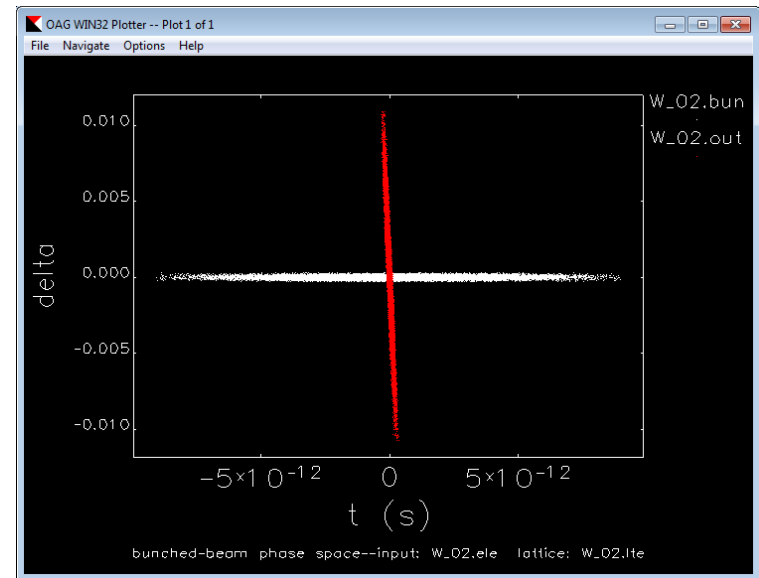 OAG WIN32 Plotter -- Plot 1 of 1
File Navigate Options Help
W_02.bun
W_02.out
0.010
0.005
0.000
-0.005
-0.010
delta
-5×10-12 0 5×10-12
t (s)
bunched-beam phase space--input: W_02.ele lattice: W_02.lte